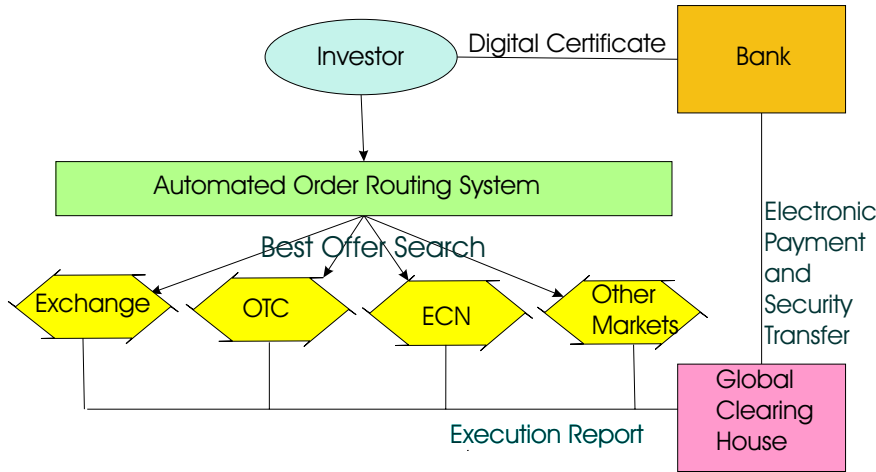 Digital Certificate
Investor
Bank
Automated Order Routing System
Best Offer Search
Electronic
Payment
and
Security
Transfer
Exchange
OTC
ECN
Other
Markets
Global
Clearing
House
Execution Report